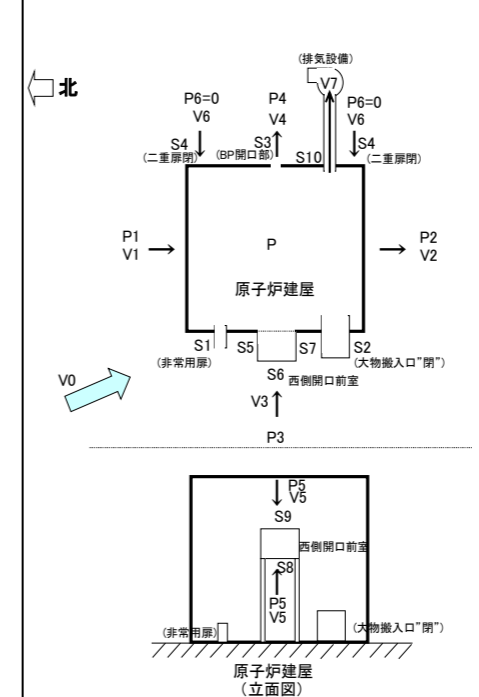 北
(排気設備)
V7
P6=0
V6
P4
V4
P6=0
V6
S4
(二重扉閉)
S3
(BP開口部)
S10
S4
(二重扉閉)
P1
V1
P
P2
V2
原子炉建屋
S1
(非常用扉)
S5
S7
S2
(大物搬入口"閉")
S6
西側開口前室
V0
V3
P3
P5
V5
S9
西側開口前室
S8
P5
V5
(非常用扉)
(大物搬入口"閉")
原子炉建屋
(立面図)